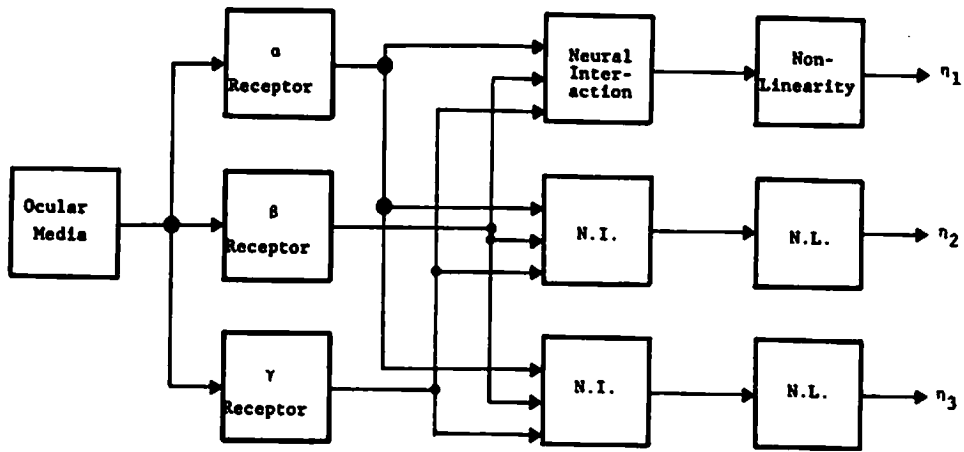 α
Receptor
Neural
Inter-
action
Non-
Linearity
η1
Ocular
Media
β
Receptor
N.I.
N.L.
η2
γ
Receptor
N.I.
N.L.
η3